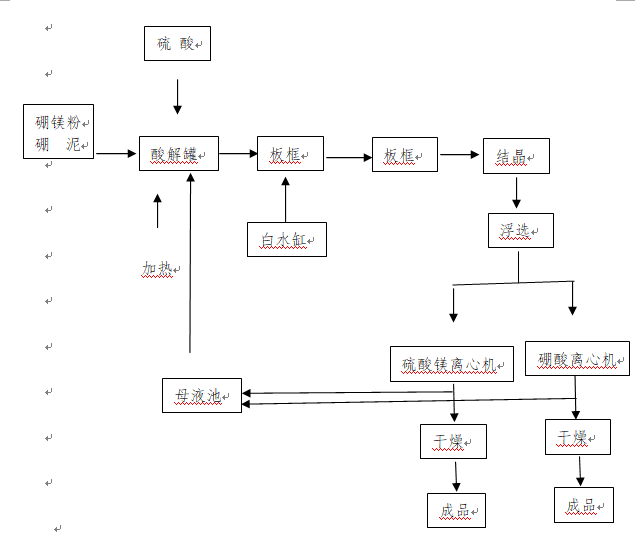 硫 酸
硼镁粉
硼 泥
酸解罐
板框
板框
结晶
白水缸
浮选
加热
硫酸镁离心机
硼酸离心机
母液池
干燥
干燥
成品
成品